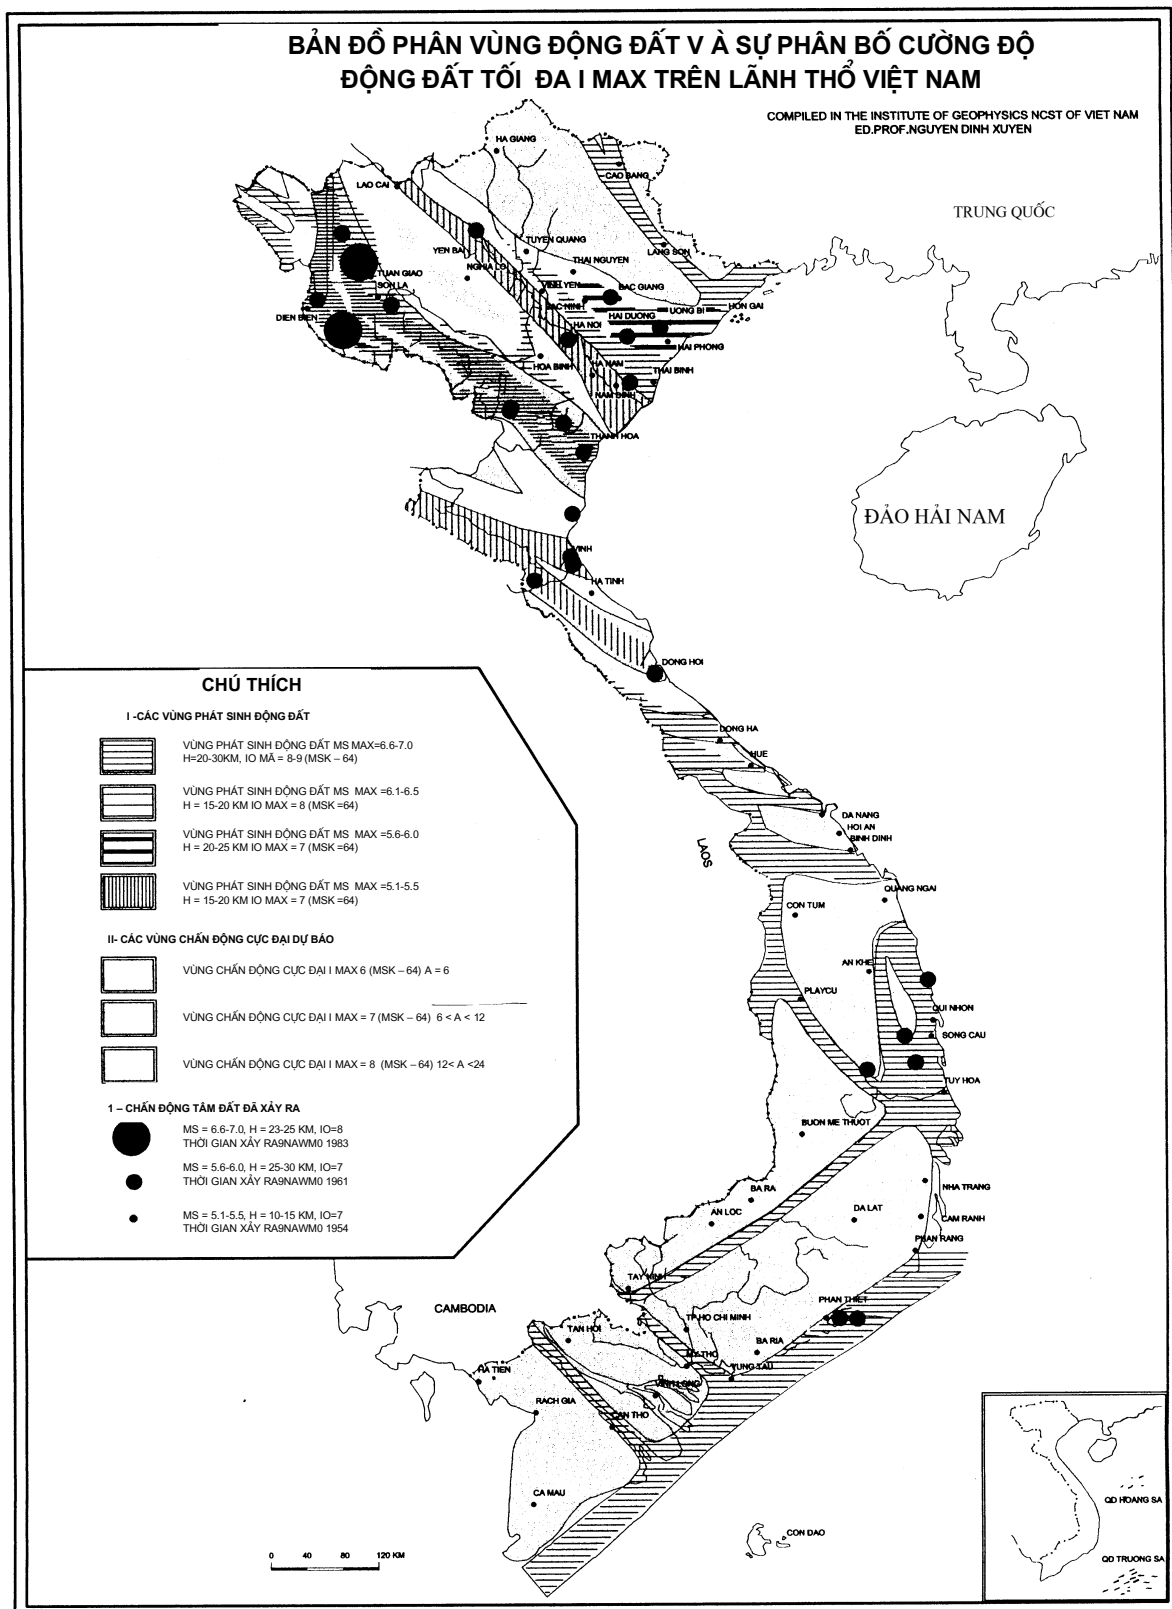 BẢN ĐỒ PHÂN VÙNG ĐỘNG ĐẤT V À SỰ PHÂN BỐ CƯỜNG ĐỘ
ĐỘNG ĐẤT TỐI ĐA I MAX TRÊN LÃNH THỔ VIỆT NAM
COMPILED IN THE INSTITUTE OF GEOPHYSICS NCST OF VIET NAM
ED.PROF.NGUYEN DINH XUYEN
HA GIANG
CAO BANG
LAO CAI
TRUNG QUỐC
TUYEN QUANG
YEN BAI
LANG SON
THAI NGUYEN
NGHIA LO
TUAN GIAO
SON LA
VINH YEN
BAC GIANG
BAC NINH
UONG BI
HON GAI
DIEN BIEN
HAI DUONG
HA NOI
HAI PHONG
HOA BINH
HA NAM
THAI BINH
NAM DINH
THANH HOA
ĐẢO HẢI NAM
VINH
HA TINH
DONG HOI
CHÚ THÍCH
I -CÁC VÙNG PHÁT SINH ĐỘNG ĐẤT
VÙNG PHÁT SINH ĐỘNG ĐẤT MS MAX=6.6-7.0
H=20-30KM, IO MÃ = 8-9 (MSK – 64)
VÙNG PHÁT SINH ĐỘNG ĐẤT MS MAX =6.1-6.5
H = 15-20 KM IO MAX = 8 (MSK =64)
VÙNG PHÁT SINH ĐỘNG ĐẤT MS MAX =5.6-6.0
H = 20-25 KM IO MAX = 7 (MSK =64)
VÙNG PHÁT SINH ĐỘNG ĐẤT MS MAX =5.1-5.5
H = 15-20 KM IO MAX = 7 (MSK =64)
II- CÁC VÙNG CHẤN ĐỘNG CỰC ĐẠI DỰ BÁO
VÙNG CHẤN ĐỘNG CỰC ĐẠI I MAX 6 (MSK – 64) A = 6
VÙNG CHẤN ĐỘNG CỰC ĐẠI I MAX = 7 (MSK – 64) 6 < A < 12
VÙNG CHẤN ĐỘNG CỰC ĐẠI I MAX = 8 (MSK – 64) 12< A <24
1 – CHẤN ĐỘNG TÂM ĐẤT ĐÃ XẢY RA
MS = 6.6-7.0, H = 23-25 KM, IO=8
THỜI GIAN XẢY RA9NAWM0 1983
MS = 5.6-6.0, H = 25-30 KM, IO=7
THỜI GIAN XẢY RA9NAWM0 1961
MS = 5.1-5.5, H = 10-15 KM, IO=7
THỜI GIAN XẢY RA9NAWM0 1954
DONG HA
HUE
DA NANG
HOI AN
BINH DINH
LAOS
QUANG NGAI
CON TUM
AN KHE
PLAYCU
QUI NHON
SONG CAU
TUY HOA
BUON ME THUOT
NHA TRANG
BA RA
DA LAT
AN LOC
CAM RANH
PHAN RANG
TAY NINH
PHAN THIET
CAMBODIA
TP.HO CHI MINH
TAN HOI
BA RIA
MY THO
VUNG TAU
HA TIEN
VINH LONG
RACH GIA
CAN THO
CA MAU
CON DAO
QD HOANG SA
QD TRUONG SA
0 40 80 120 KM